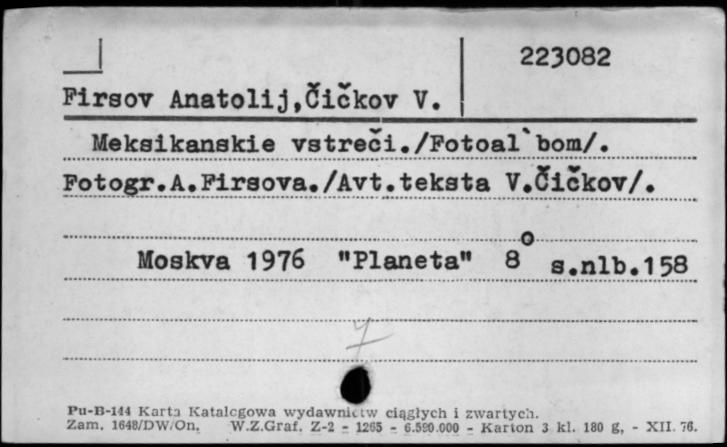 223082
Firsov Anatolij,Čičkov V.
Meksikanskie vstreči./Fotoal`bom/.
Fotogr.A.Firsova./Avt.teksta V.Čičkov/.
Moskva 1976 "Planeta" 8° s.nlb.158
7
Pu-B-144 Karta Katalogowa wydawnictw ciągłych i zwartych.
Zam. 1648/DW/On. W.Z.Graf. Z-2 - 1265 - 6.590.000 - Karton 3 kl. 180 g, - XII. 76.